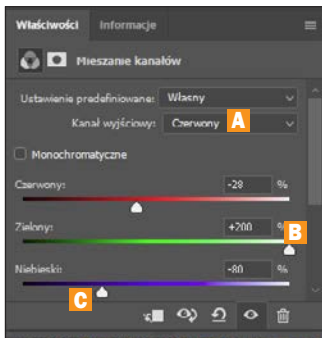 Właściwości Informacje
Mieszanie kanałów
Ustawienie predefiniowane: Własny
Kanał wyjściowy: Czerwony A
Monochromatyczne
Czerwony: -28 %
Zielony: +200 %
B
Niebieski: -80 %
C